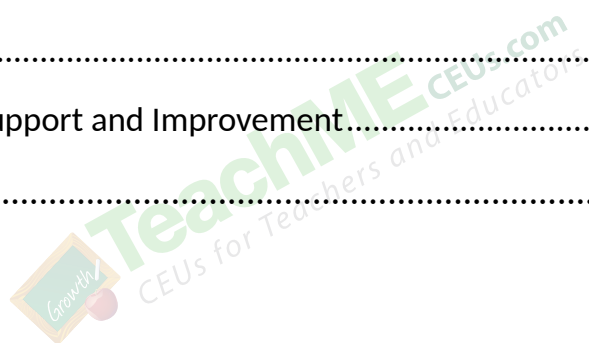 ....................................................................
upport and Improvement............................
....................................................................
TeachME CEUs.com
CEUs for Teachers and Educators
Growth!